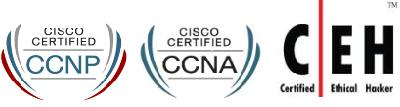 CISCO
CERTIFIED
CCNP
CISCO
CERTIFIED
CCNA
TM
C|EH
Certified Ethical Hacker